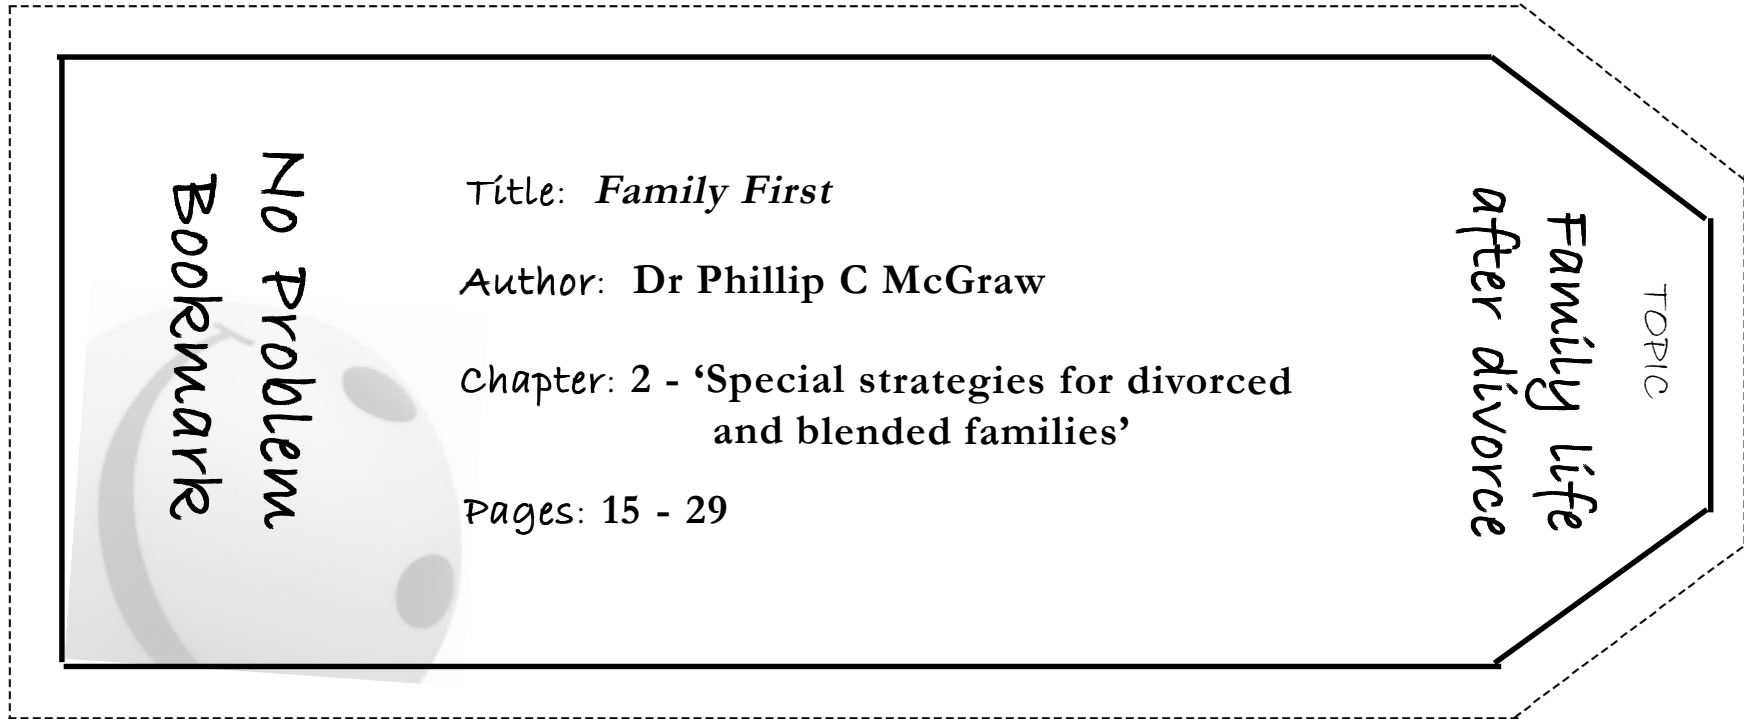 No Problem
Bookmark
Title: Family First
Author: Dr Phillip C McGraw
Chapter: 2 - ‘Special strategies for divorced
and blended families’
Pages: 15 - 29
TOPIC
Family life
after divorce